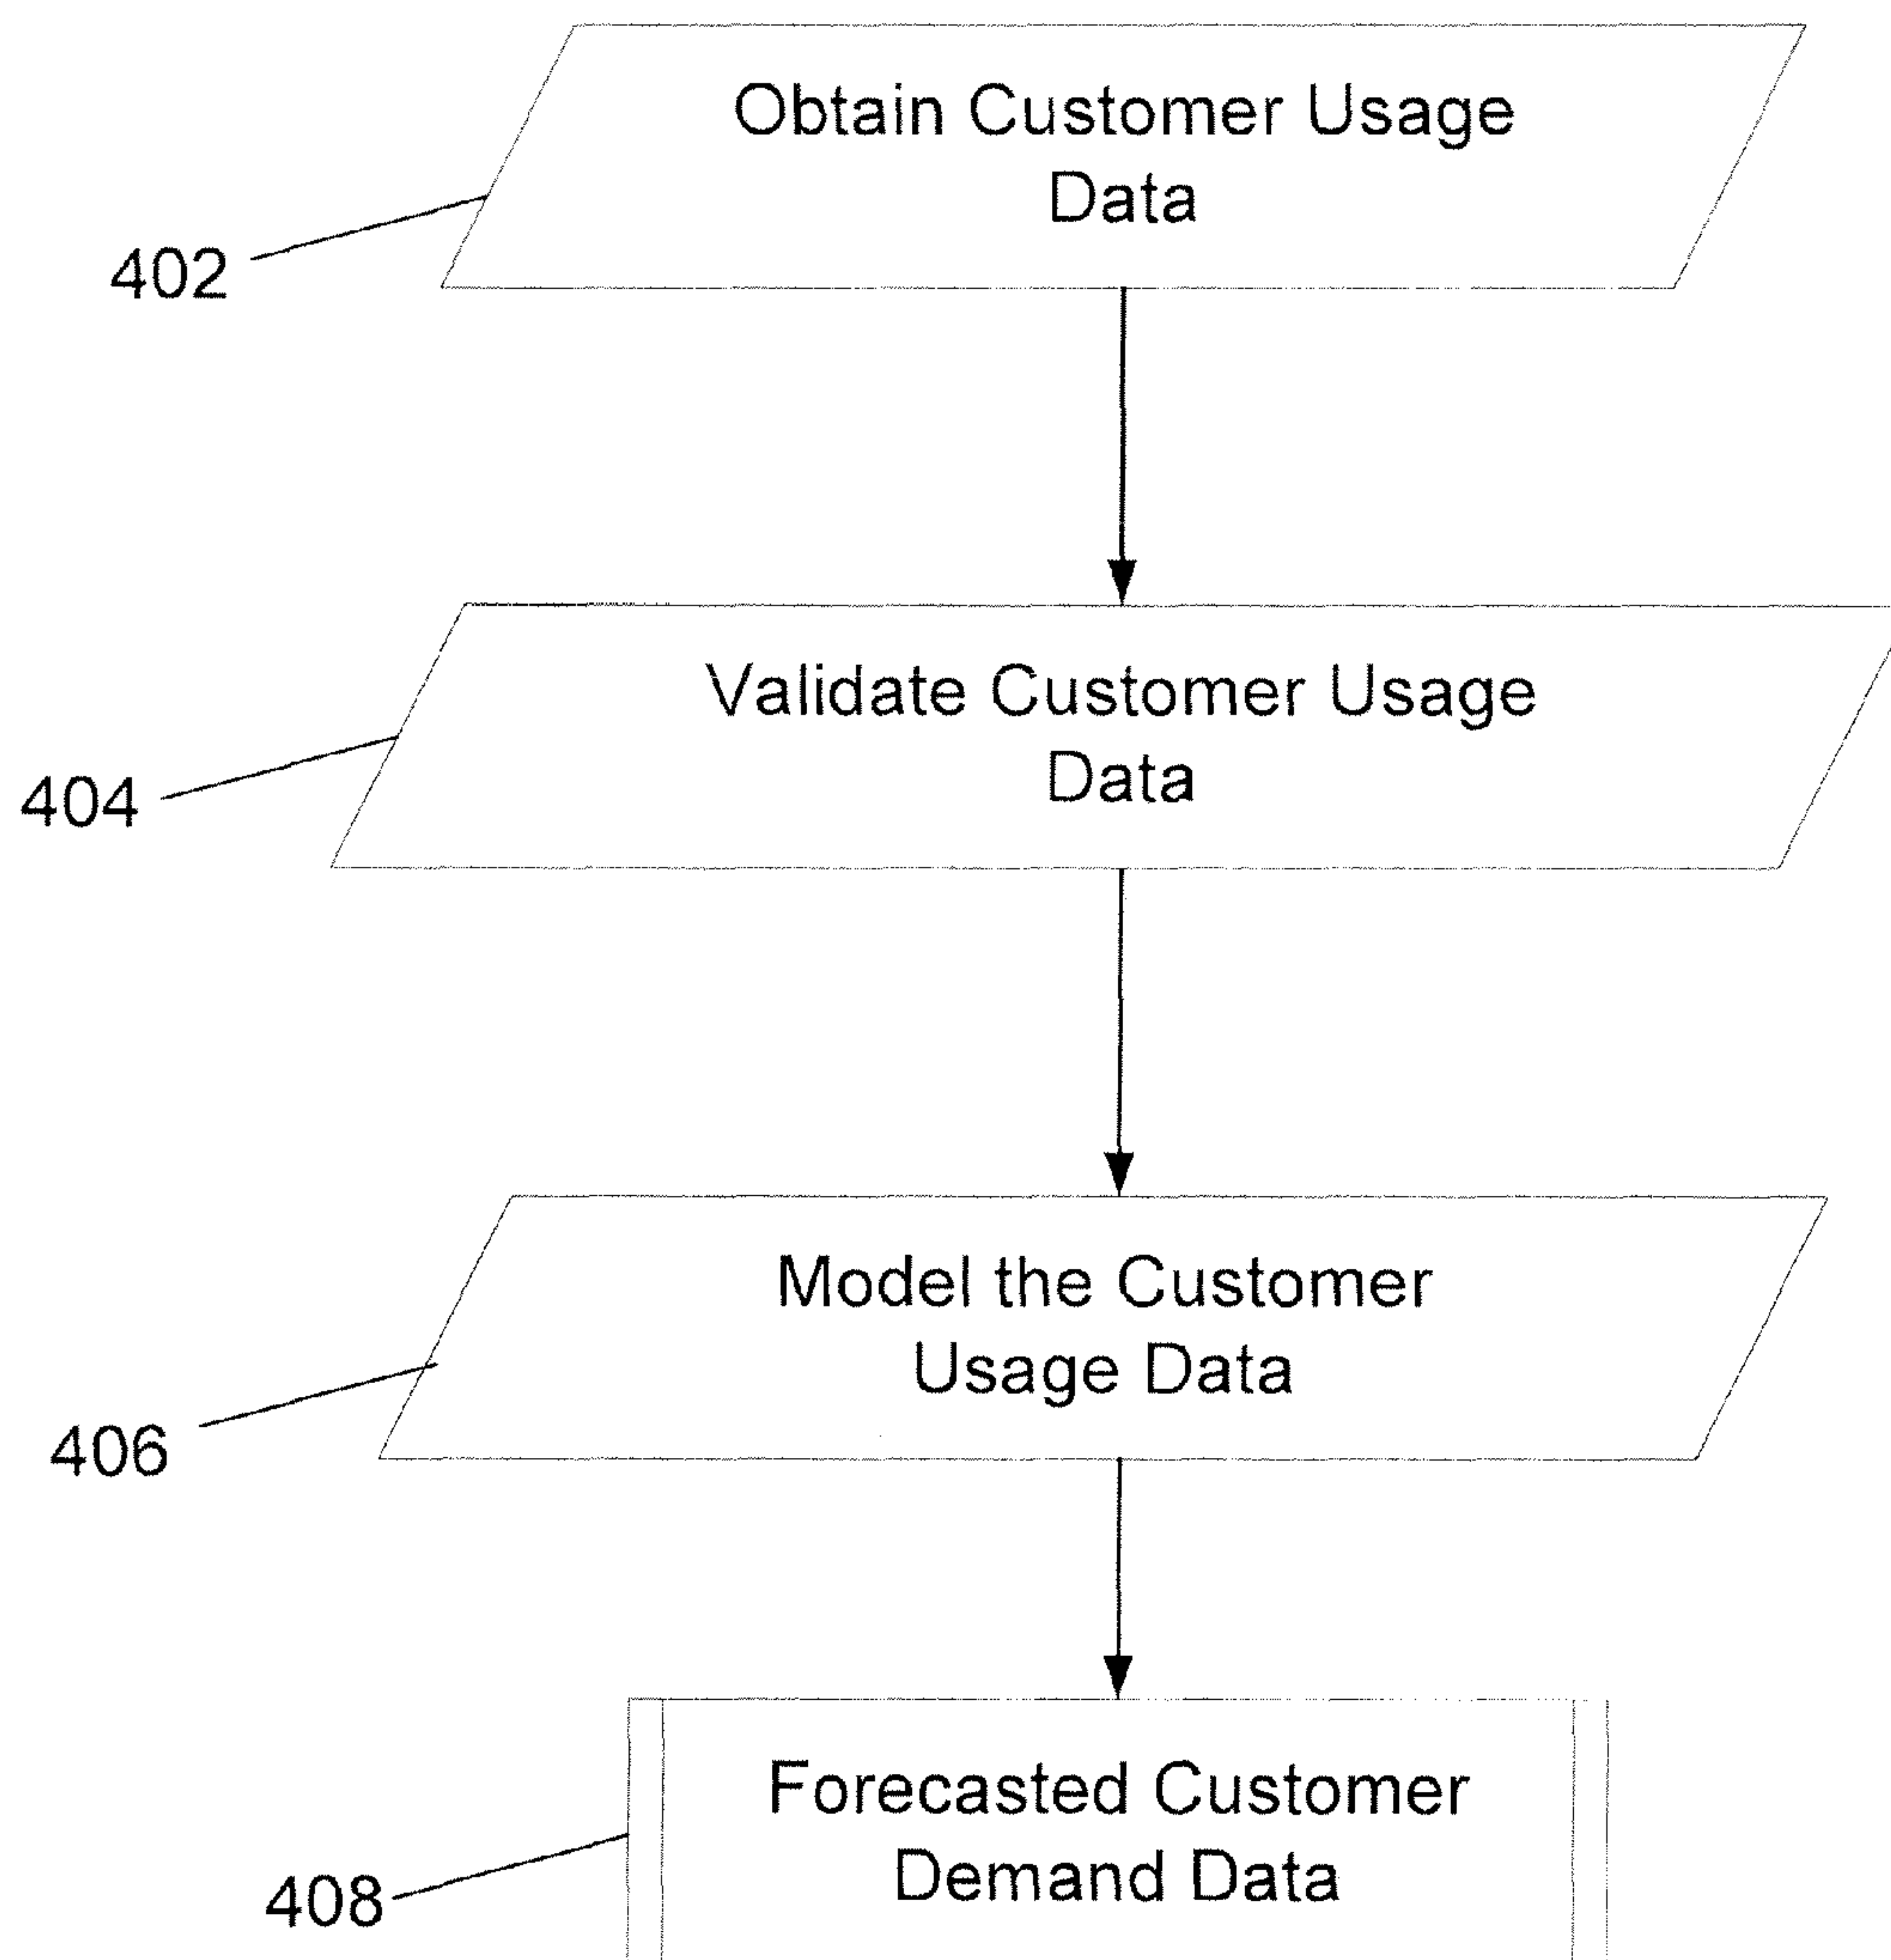 Obtain Customer Usage
Data
402
Validate Customer Usage
Data
404
Model the Customer
Usage Data
406
Forecasted Customer
Demand Data
408